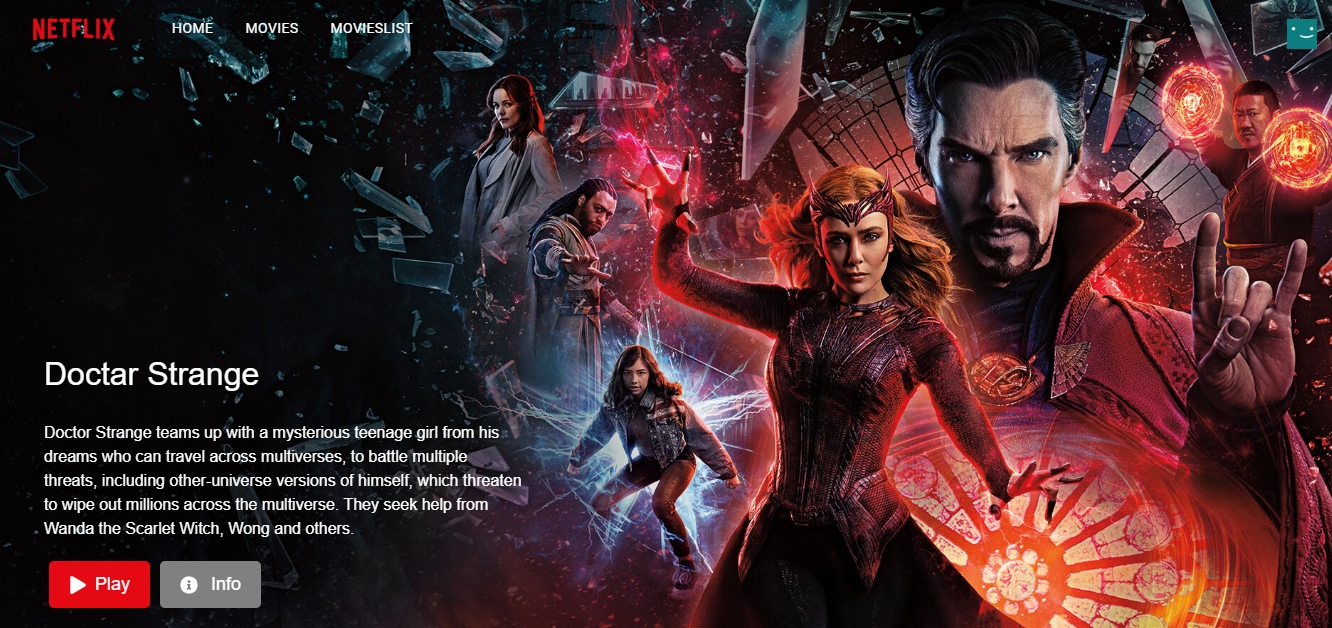 NETFLIX HOME MOVIES MOVIESLIST
Doctar Strange
Doctor Strange teams up with a mysterious teenage girl from his
dreams who can travel across multiverses, to battle multiple
threats, including other-universe versions of himself, which threaten
to wipe out millions across the multiverse. They seek help from
Wanda the Scarlet Witch, Wong and others.
Play Info